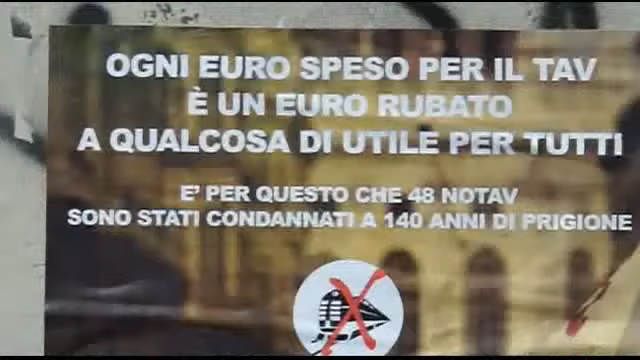 OGNI EURO SPESO PER IL TAV
È UN EURO RUBATO
A QUALCOSA DI UTILE PER TUTTI
E' PER QUESTO CHE 48 NOTAV
SONO STATI CONDANNATI A 140 ANNI DI PRIGIONE